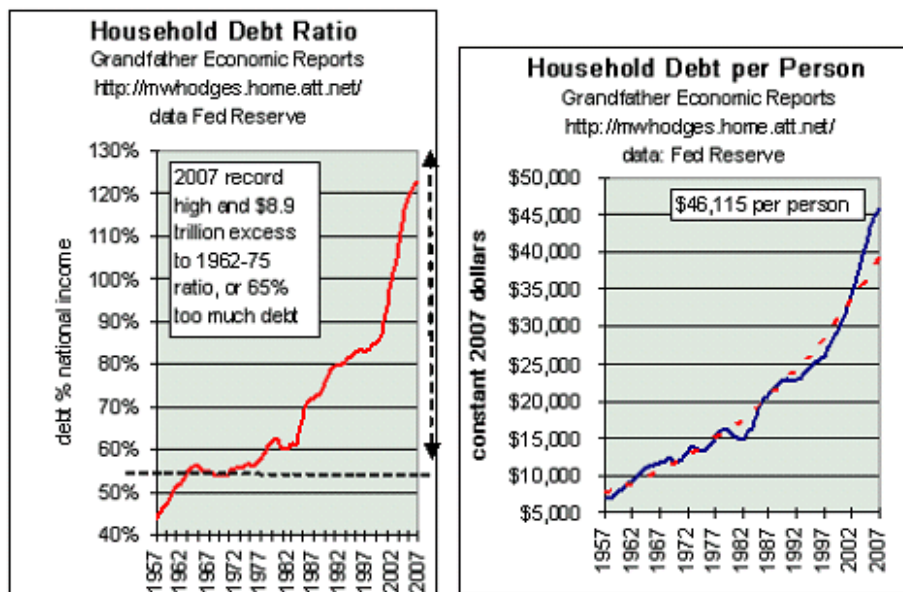 Household Debt Ratio
Grandfather Economic Reports
http://mwhodges.home.att.net/
data Fed Reserve
130%
120%
110%
100%
90%
80%
70%
60%
50%
40%
debt % national income
2007 record
high and $8.9
trillion excess
to 1962-75
ratio, or 65%
too much debt
1957
1962
1967
1972
1977
1982
1987
1992
1997
2002
2007
Household Debt per Person
Grandfather Economic Reports
http://mwhodges.home.att.net/
data: Fed Reserve
$50,000
$45,000
$40,000
$35,000
$30,000
$25,000
$20,000
$15,000
$10,000
$5,000
constant 2007 dollars
$46,115 per person
1957
1962
1967
1972
1977
1982
1987
1992
1997
2002
2007